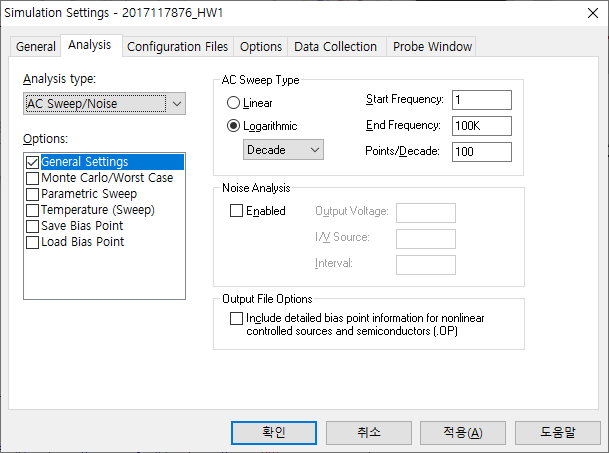 Simulation Settings - 2017117876_HW1
General Analysis Configuration Files Options Data Collection Probe Window
Analysis type:
AC Sweep/Noise
Options:
General Settings
Monte Carlo/Worst Case
Parametric Sweep
Temperature (Sweep)
Save Bias Point
Load Bias Point
AC Sweep Type
Linear
Logarithmic
Decade
Start Frequency: 1
End Frequency: 100K
Points/Decade: 100
Noise Analysis
Enabled
Output Voltage:
I/V Source:
Interval:
Output File Options
Include detailed bias point information for nonlinear
controlled sources and semiconductors (.OP)
확인 취소 적용(A) 도움말